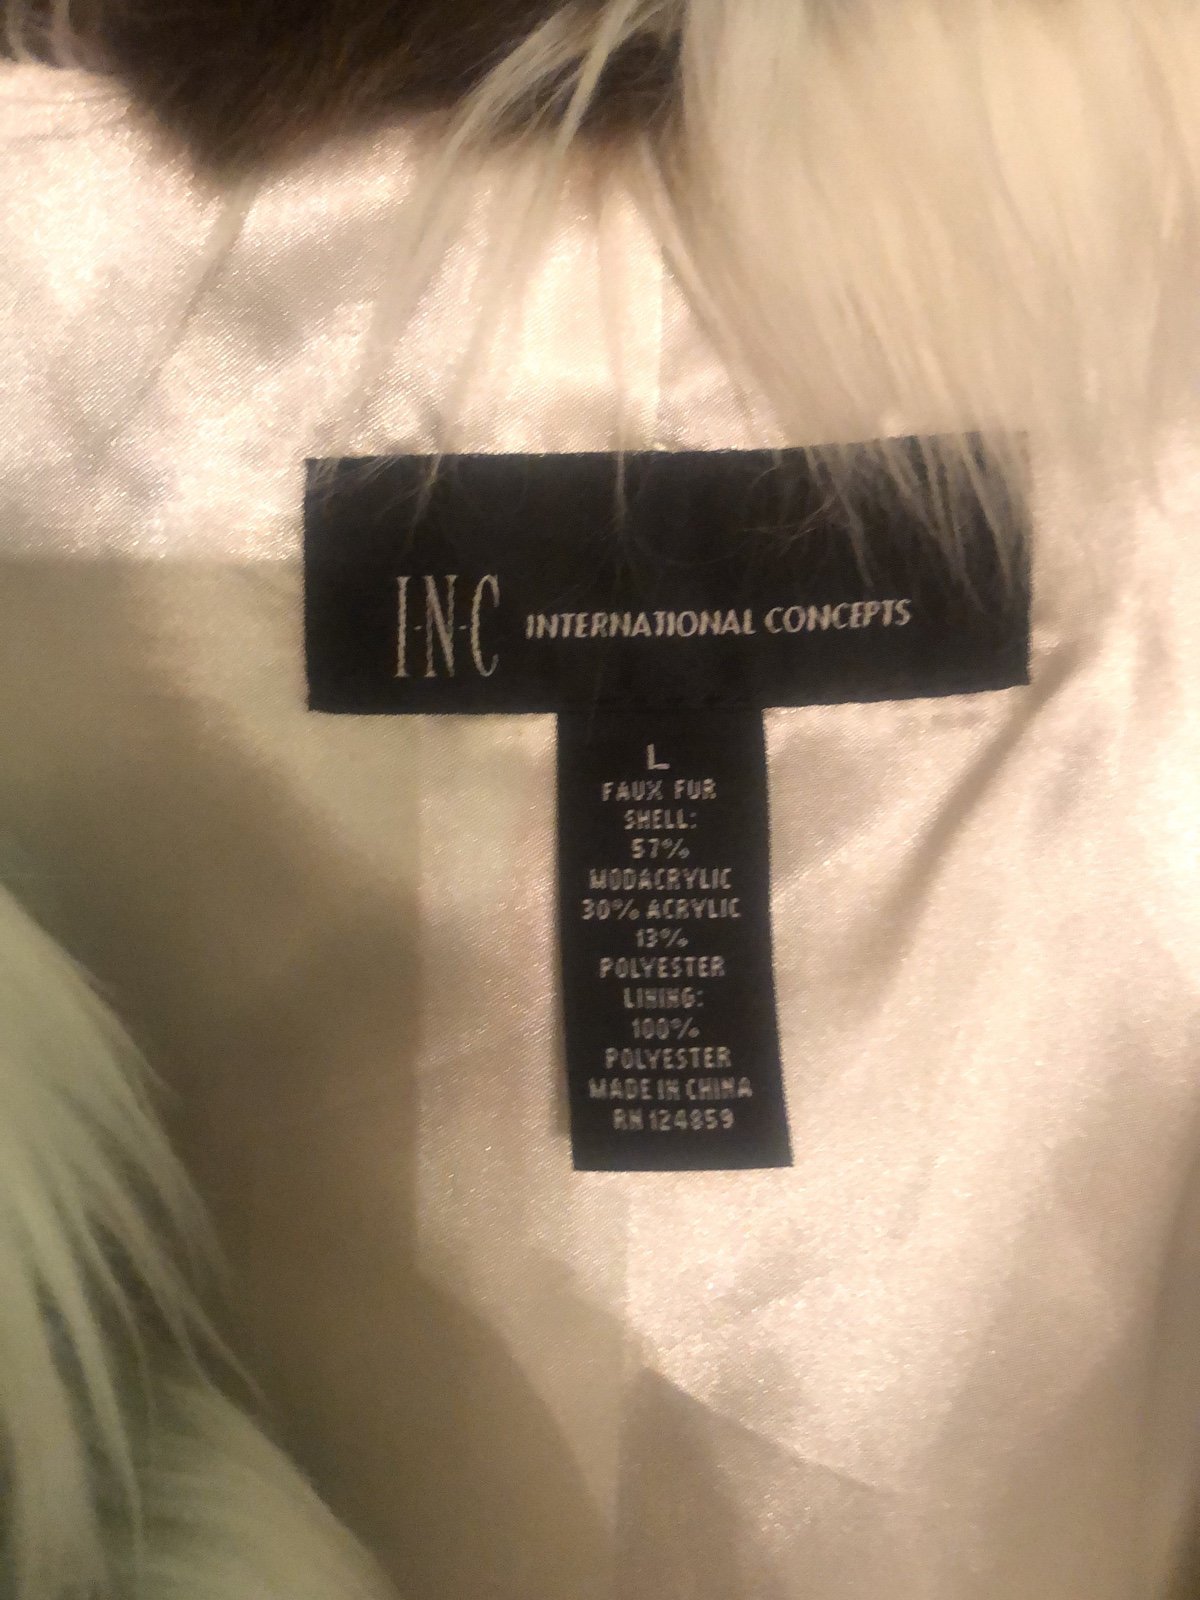 I·N·C INTERNATIONAL CONCEPTS
L
FAUX FUR
SHELL:
57%
MODACRYLIC
30% ACRYLIC
13%
POLYESTER
LINING:
100%
POLYESTER
MADE IN CHINA
RN 124859